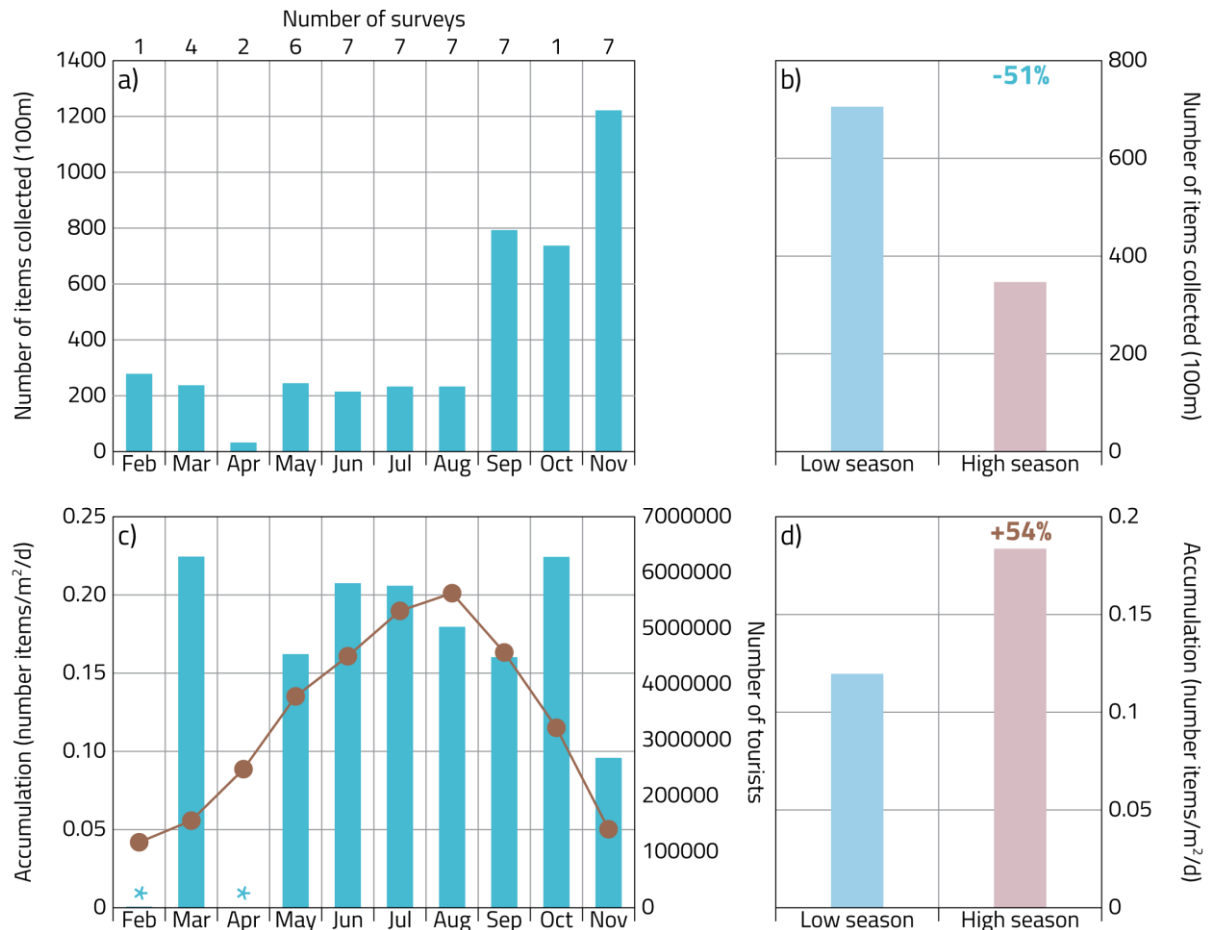 Number of surveys
1 4 2 6 7 7 7 7 1 7
a)
Number of items collected (100m)
1400
1200
1000
800
600
400
200
0
Feb Mar Apr May Jun Jul Aug Sep Oct Nov
b)
-51%
800
600
400
200
0
Number of items collected (100m)
Low season High season
c)
Accumulation (number items/m²/d)
0.25
0.20
0.15
0.10
0.05
0
* *
Feb Mar Apr May Jun Jul Aug Sep Oct Nov
7000000
6000000
5000000
4000000
3000000
200000
100000
0
Number of tourists
d)
+54%
0.2
0.15
0.1
0.05
0
Accumulation (number items/m²/d)
Low season High season